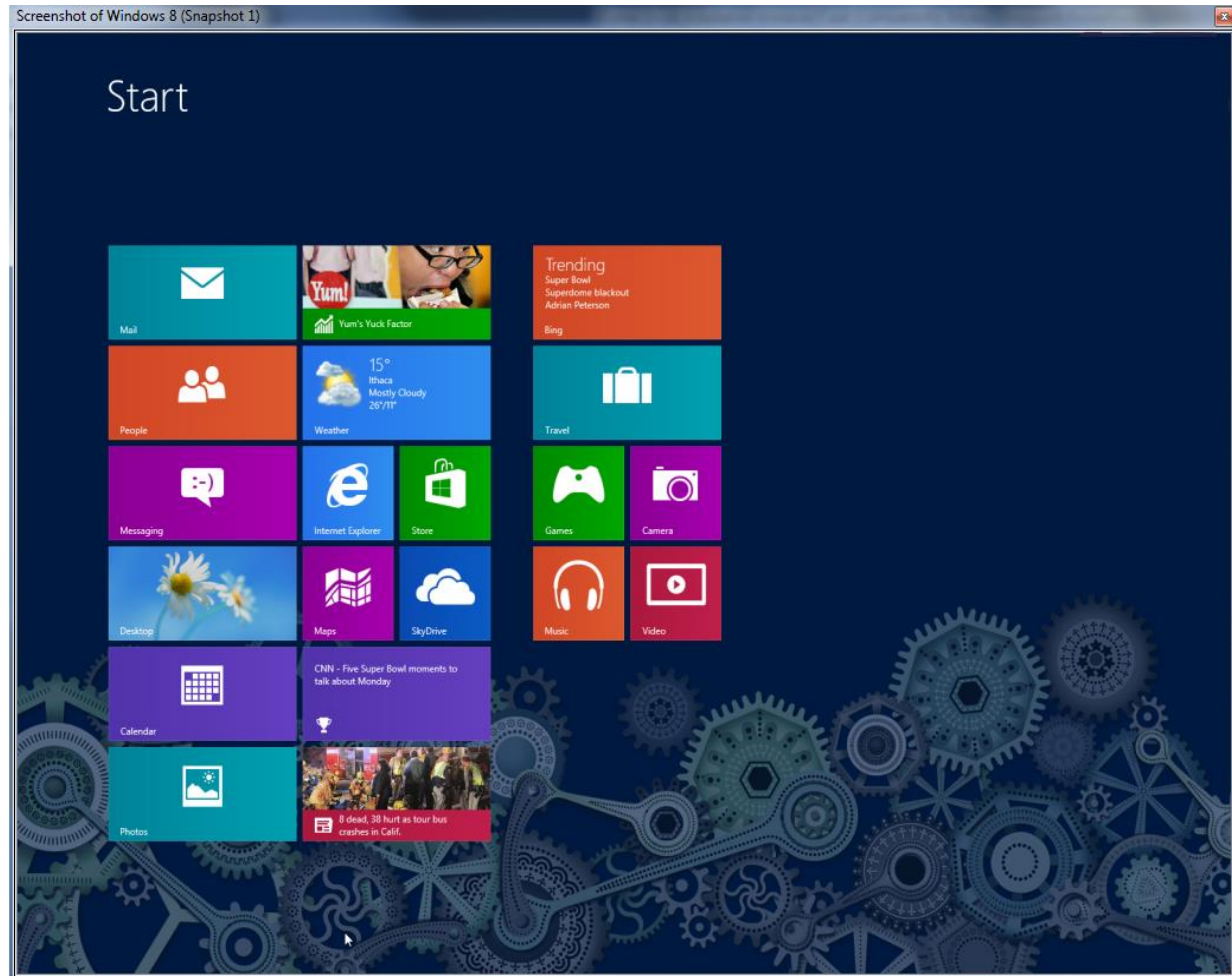 Screenshot of Windows 8 (Snapshot 1)
Start
Mail
Yum!
Yum's Yuck Factor
People
15°
Ithaca
Mostly Cloudy
26°/11°
Weather
Messaging
Internet Explorer
Store
Desktop
Maps
SkyDrive
Calendar
CNN - Five Super Bowl moments to
talk about Monday
Photos
8 dead, 38 hurt as tour bus
crashes in Calif.
Trending
Super Bowl
Superdome blackout
Adrian Peterson
Bing
Travel
Games
Camera
Music
Video